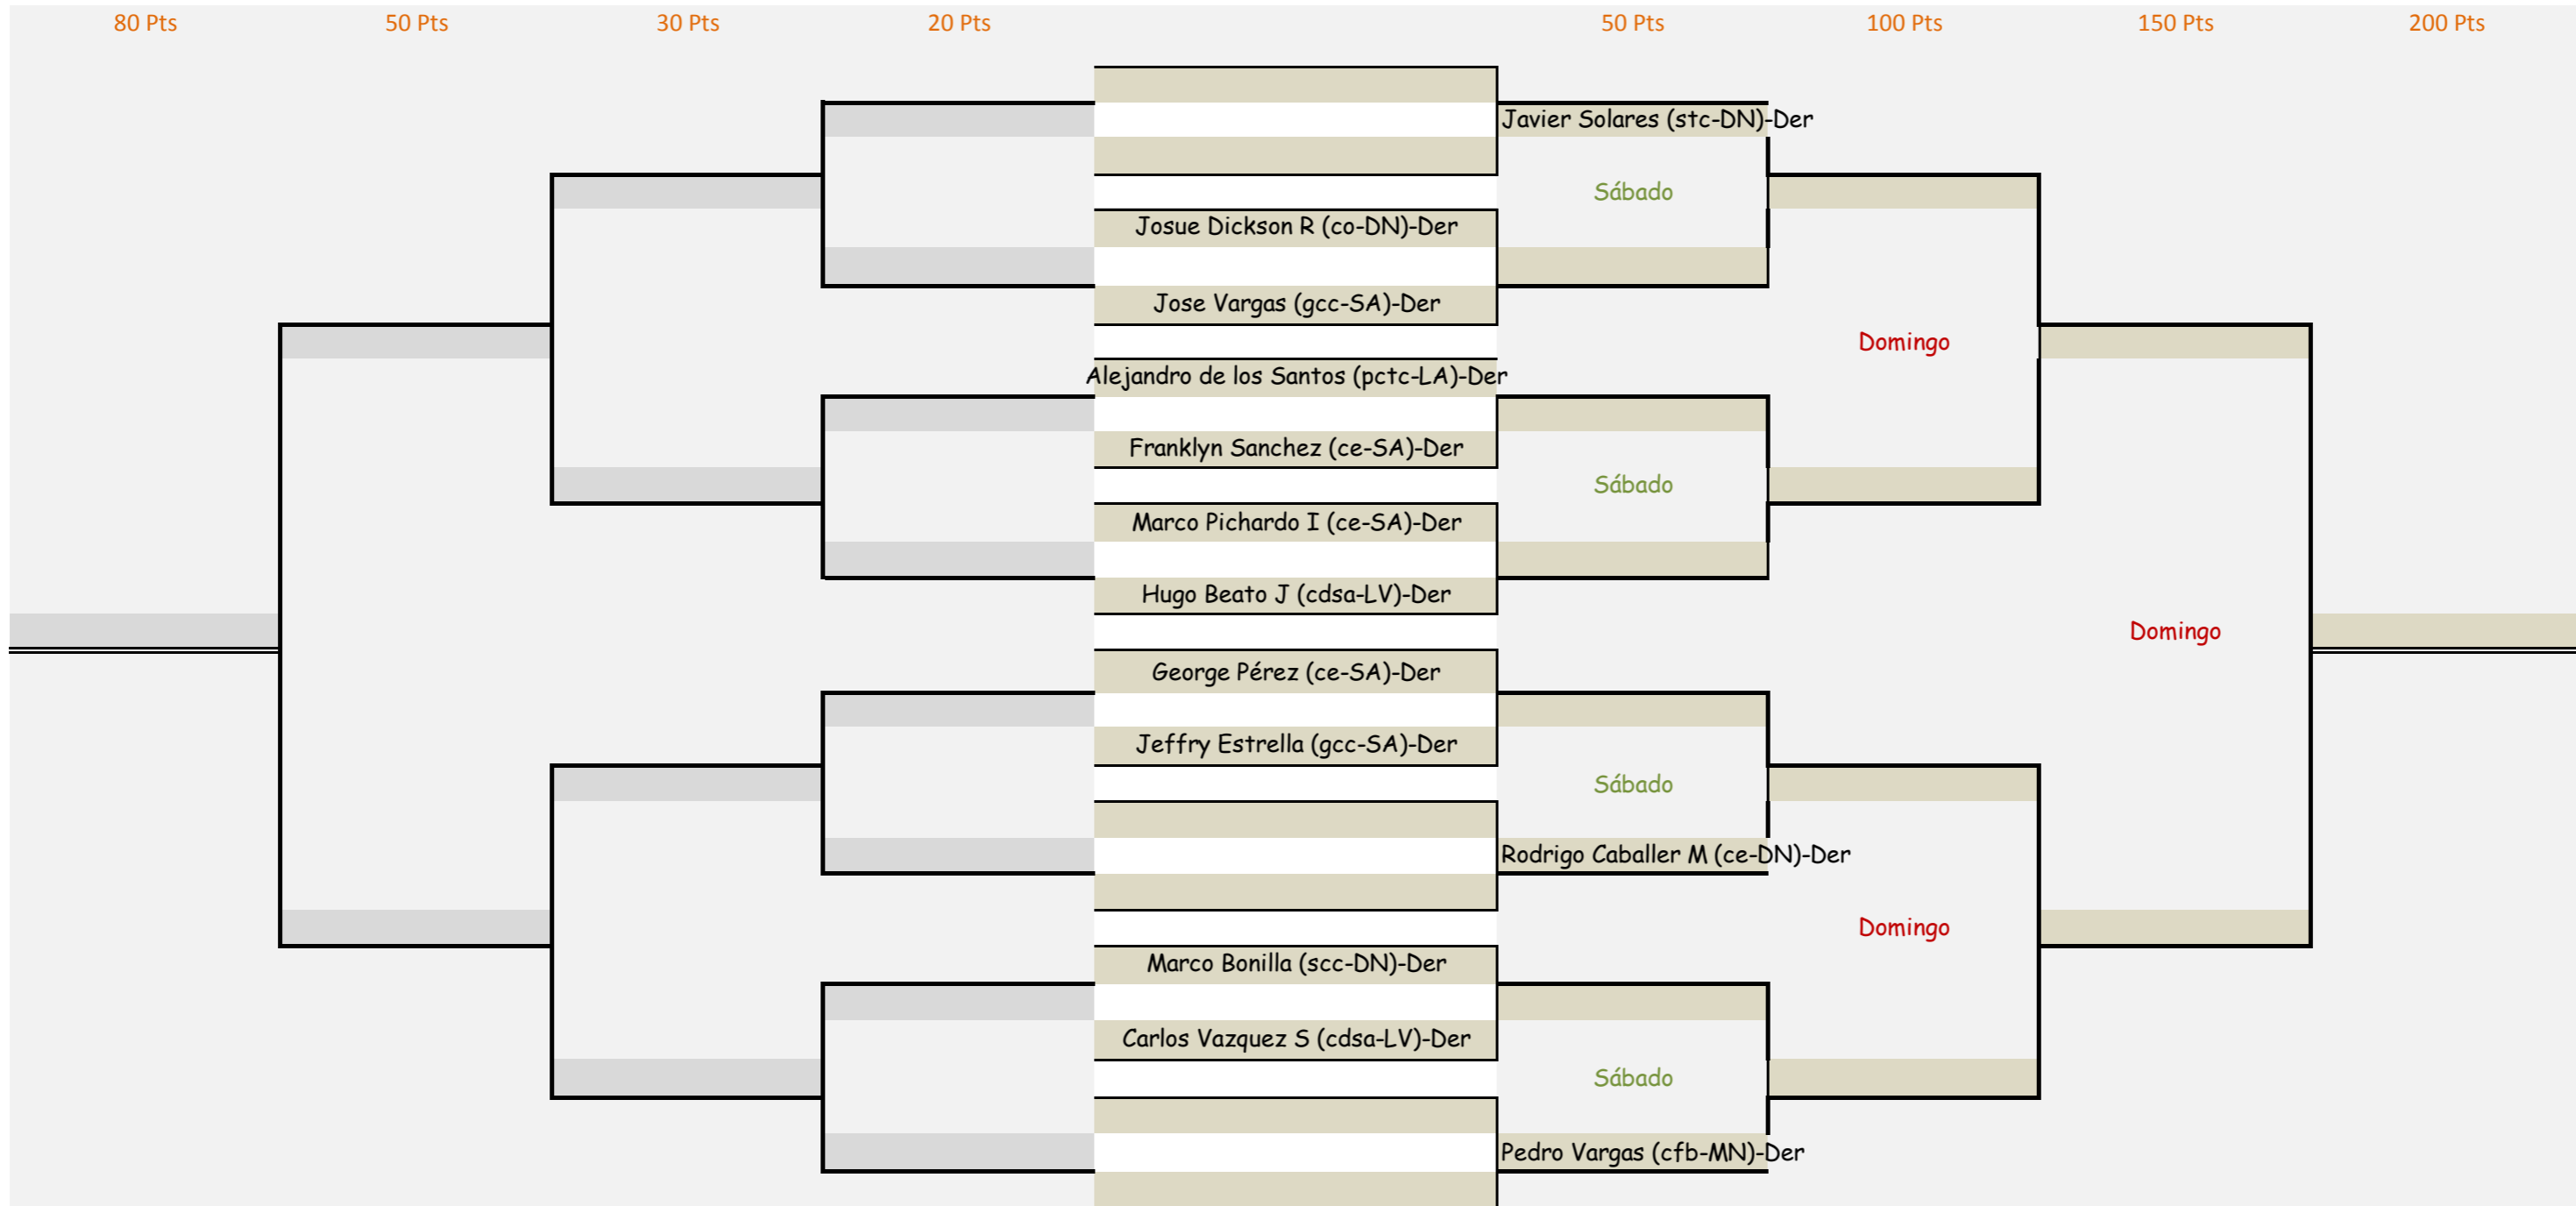 80 Pts 50 Pts 30 Pts 20 Pts 50 Pts 100 Pts 150 Pts 200 Pts
Javier Solares (stc-DN)-Der
Sábado
Josue Dickson R (co-DN)-Der
Jose Vargas (gcc-SA)-Der
Domingo
Alejandro de los Santos (pctc-LA)-Der
Franklyn Sanchez (ce-SA)-Der
Sábado
Marco Pichardo I (ce-SA)-Der
Hugo Beato J (cdsa-LV)-Der
Domingo
George Pérez (ce-SA)-Der
Jeffry Estrella (gcc-SA)-Der
Sábado
Rodrigo Caballer M (ce-DN)-Der
Domingo
Marco Bonilla (scc-DN)-Der
Carlos Vazquez S (cdsa-LV)-Der
Sábado
Pedro Vargas (cfb-MN)-Der